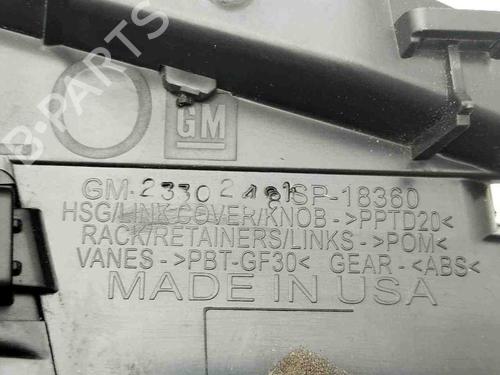 GM
GM-23302481 SP-18360
HSG/LINK COVER/KNOB ->PPTD20<
RACK/RETAINERS/LINKS ->POM<
VANES ->PBT-GF30< GEAR -<ABS<
MADE IN USA
B-PARTS